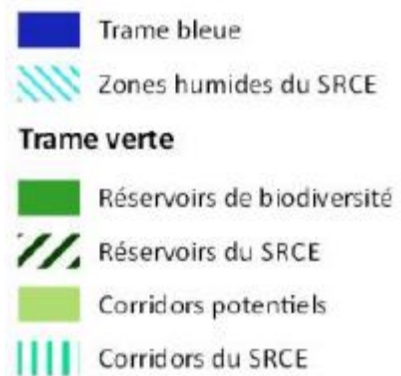 Trame bleue
Zones humides du SRCE
Trame verte
Réservoirs de biodiversité
Réservoirs du SRCE
Corridors potentiels
Corridors du SRCE